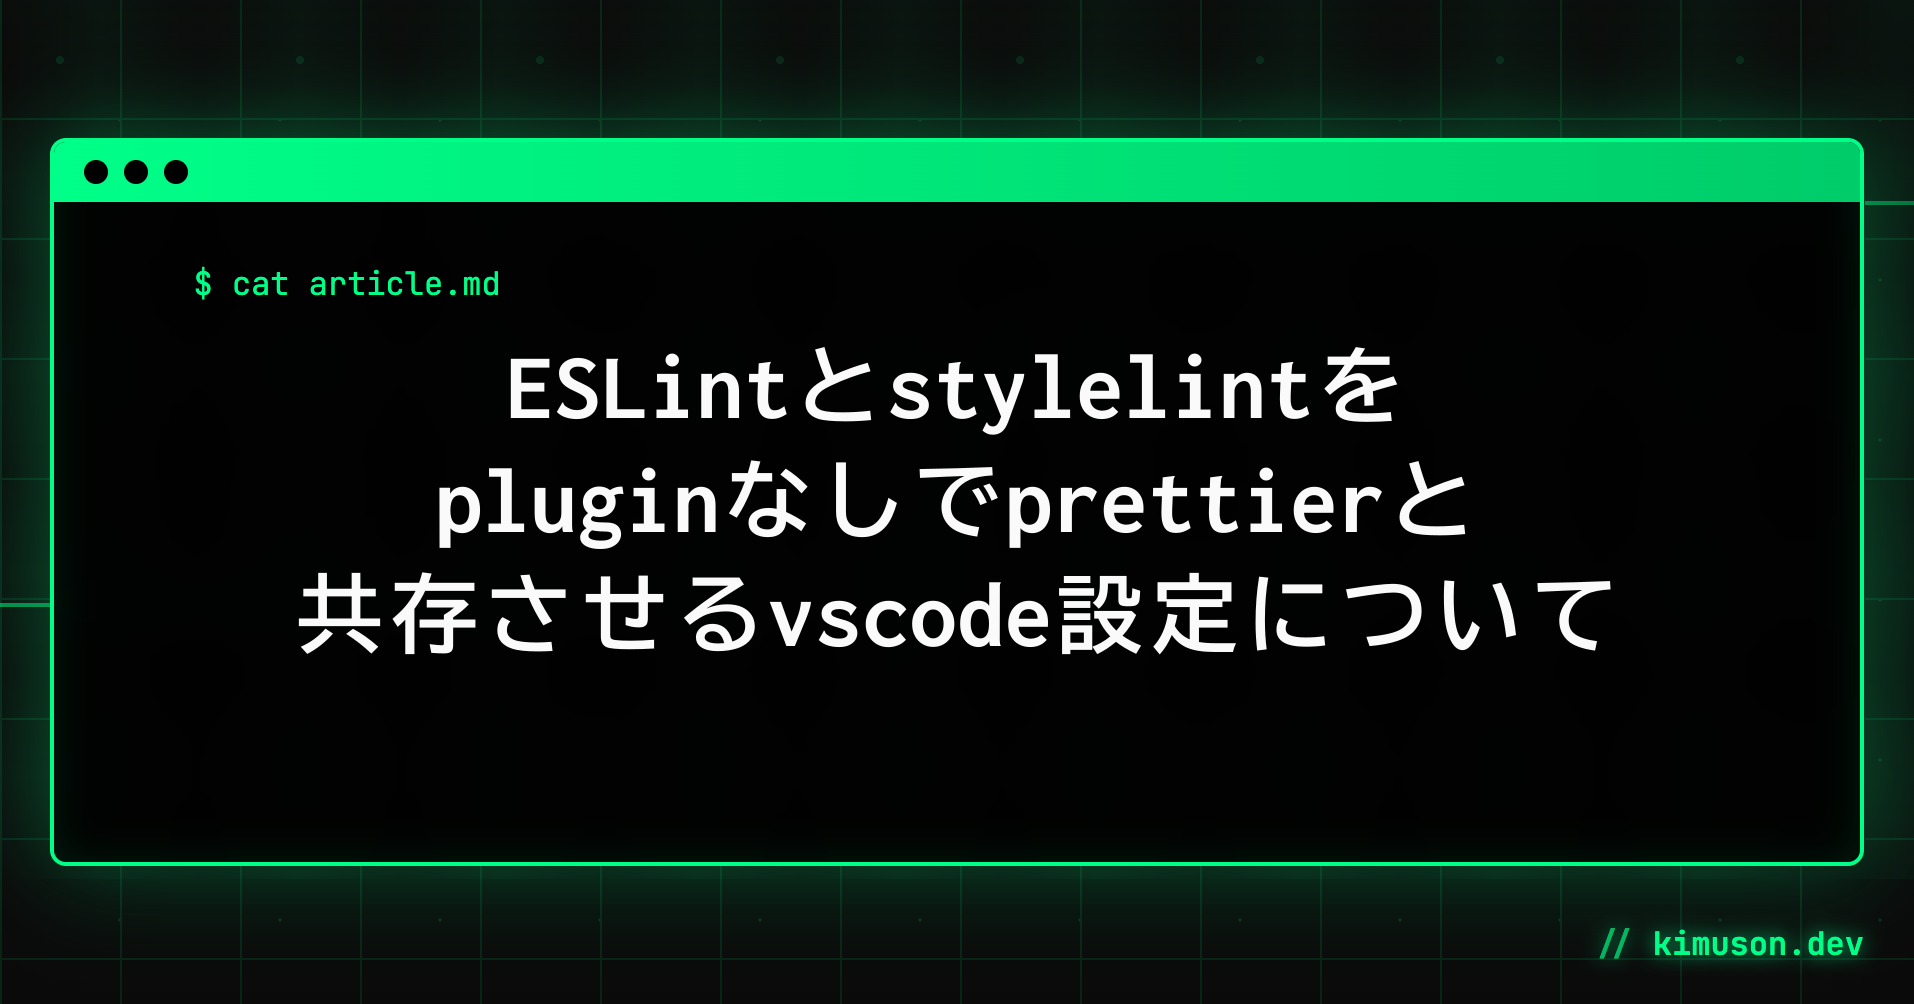 $ cat article.md
ESLintとstylelintを
pluginなしでprettierと
共存させるvscode設定について
// kimuson.dev